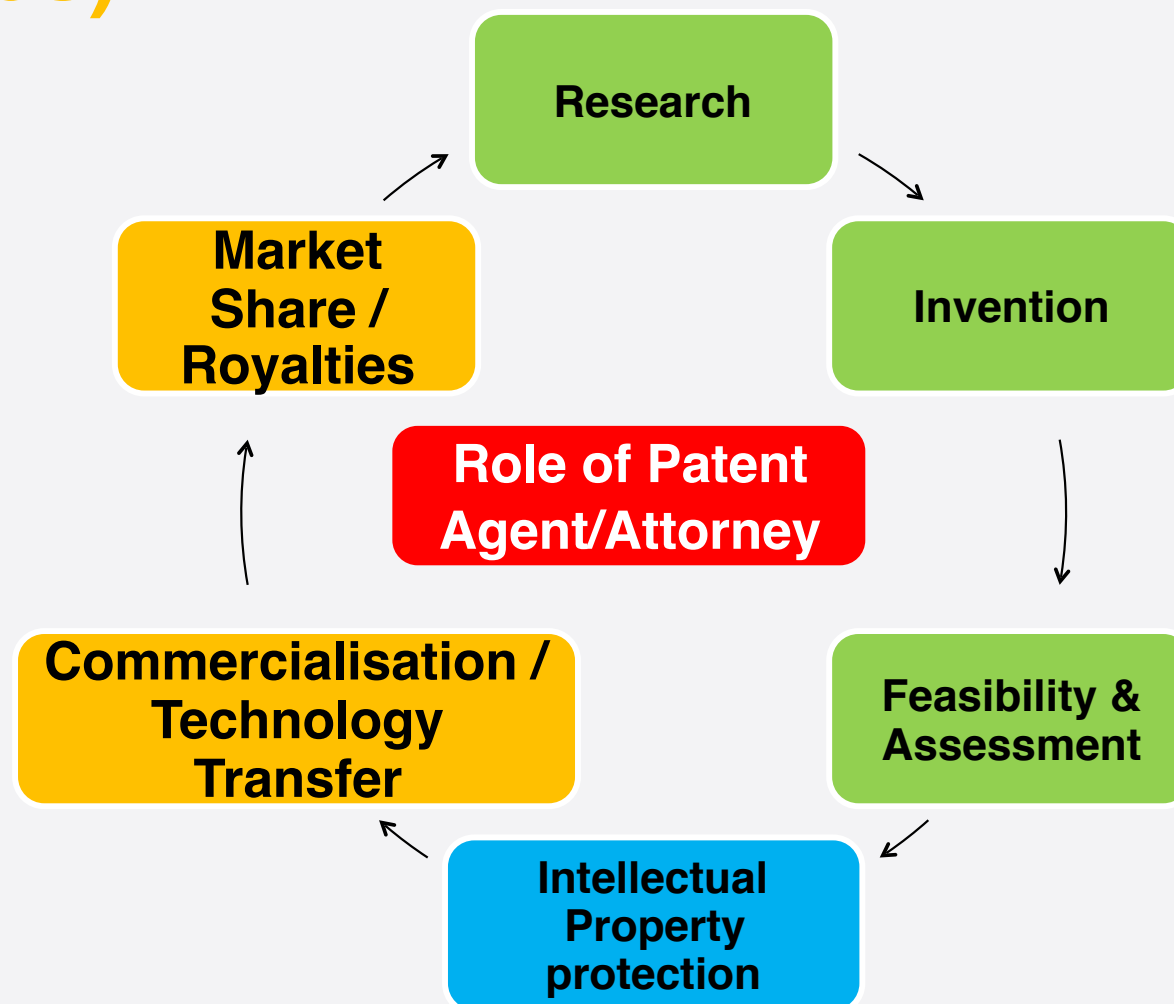 Research
Invention
Feasibility &
Assessment
Intellectual
Property
protection
Commercialisation /
Technology
Transfer
Market
Share /
Royalties
Role of Patent
Agent/Attorney